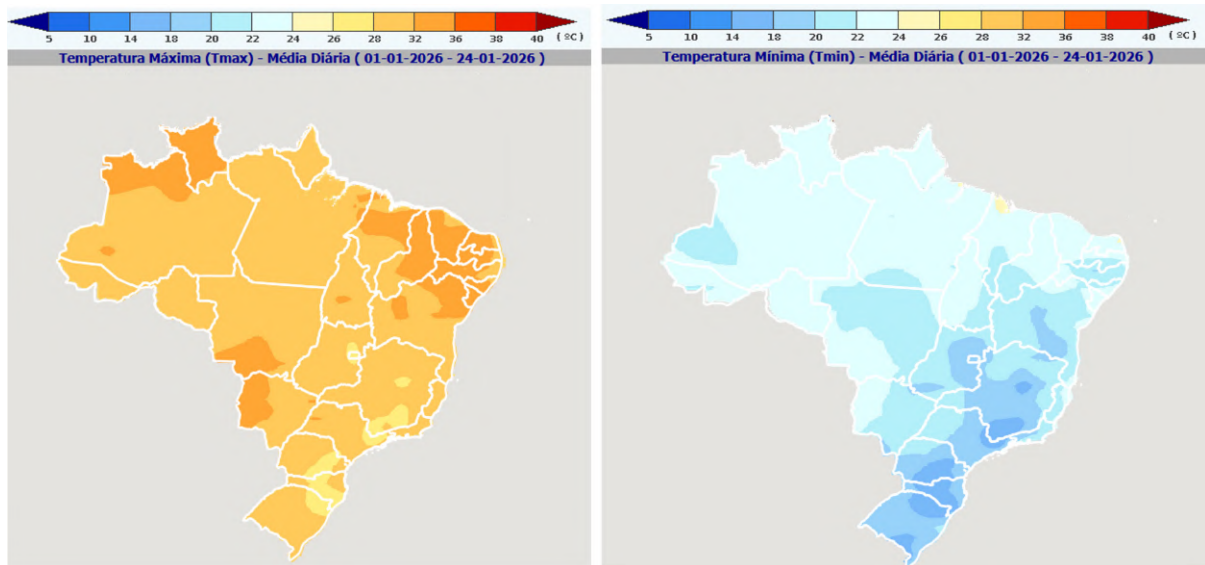 5 10 14 18 20 22 24 26 28 32 36 38 40 ( ºC)
Temperatura Máxima (Tmax) - Média Diária ( 01-01-2026 - 24-01-2026 )
5 10 14 18 20 22 24 26 28 32 36 38 40 ( ºC)
Temperatura Mínima (Tmin) - Média Diária ( 01-01-2026 - 24-01-2026 )